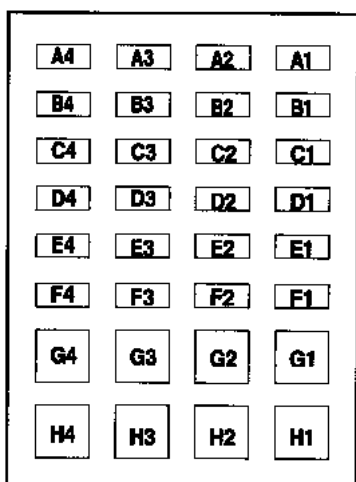 A4 A3 A2 A1
B4 B3 B2 B1
C4 C3 C2 C1
D4 D3 D2 D1
E4 E3 E2 E1
F4 F3 F2 F1
G4 G3 G2 G1
H4 H3 H2 H1